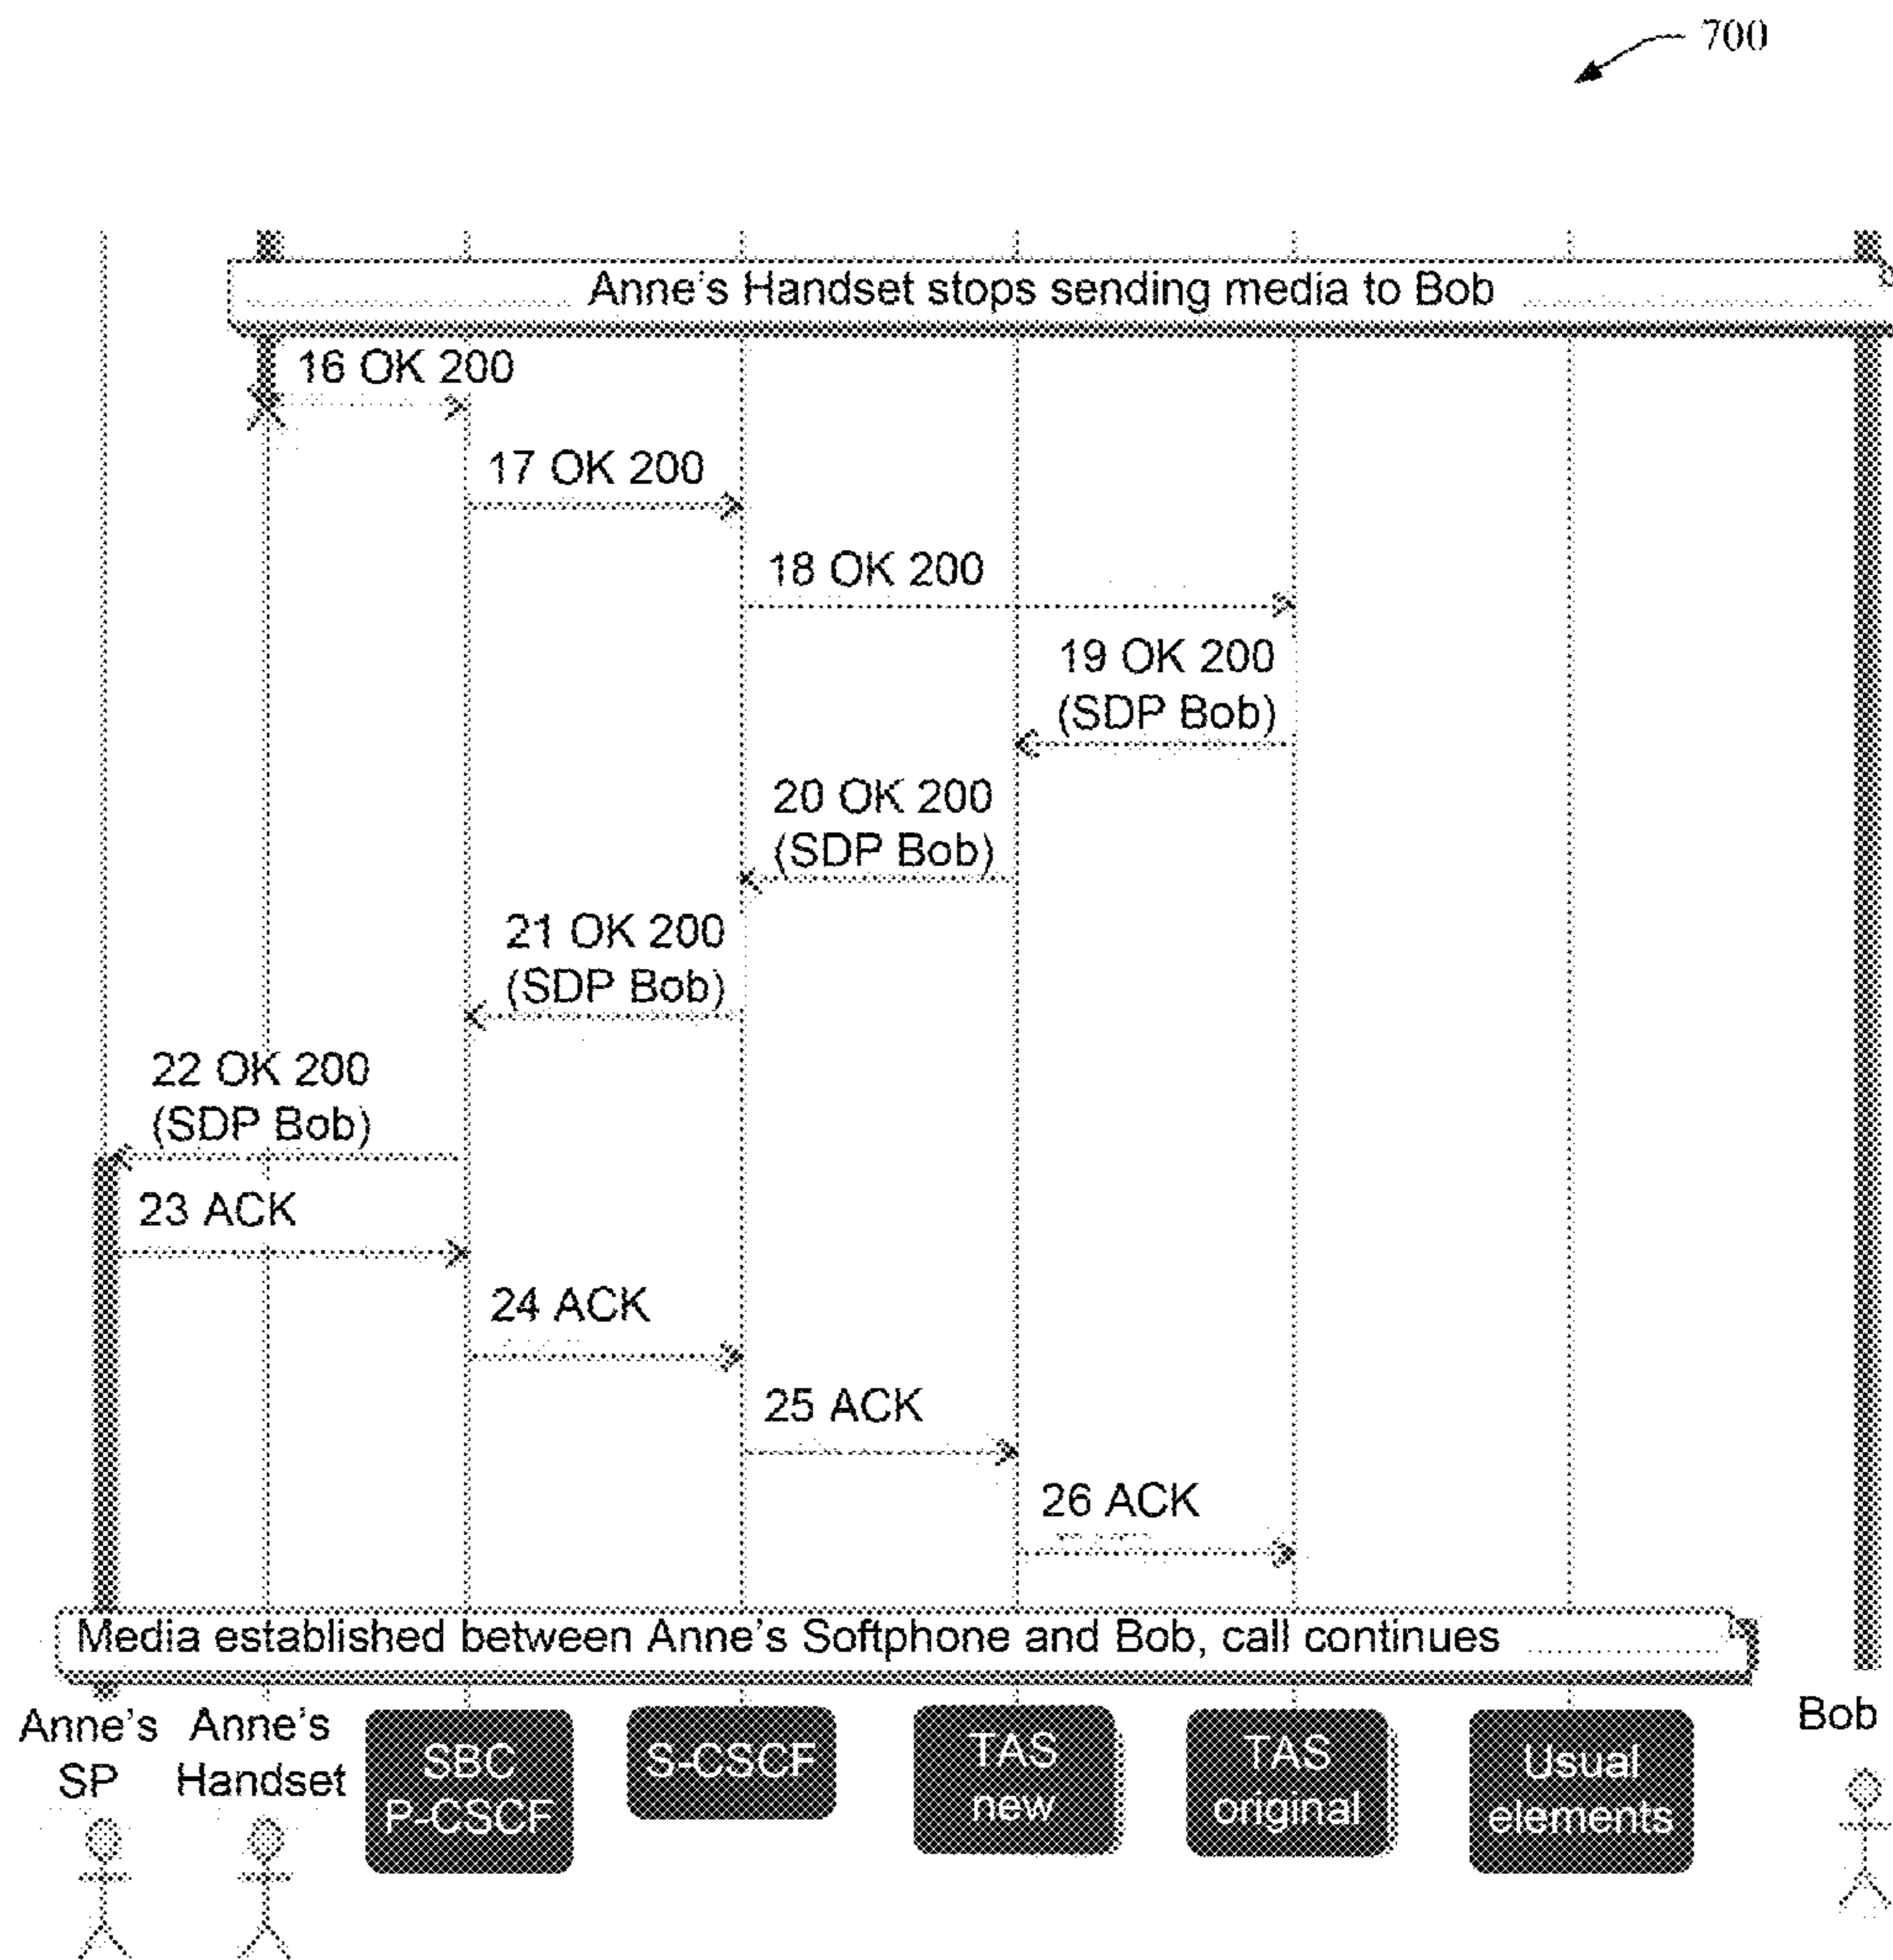 700
Anne's Handset stops sending media to Bob
16 OK 200
17 OK 200
18 OK 200
19 OK 200
(SDP Bob)
20 OK 200
(SDP Bob)
21 OK 200
(SDP Bob)
22 OK 200
(SDP Bob)
23 ACK
24 ACK
25 ACK
26 ACK
Media established between Anne's Softphone and Bob, call continues
Anne's
SP
Anne's
Handset
SBC
P-CSCF
S-CSCF
TAS
new
TAS
original
Usual
elements
Bob